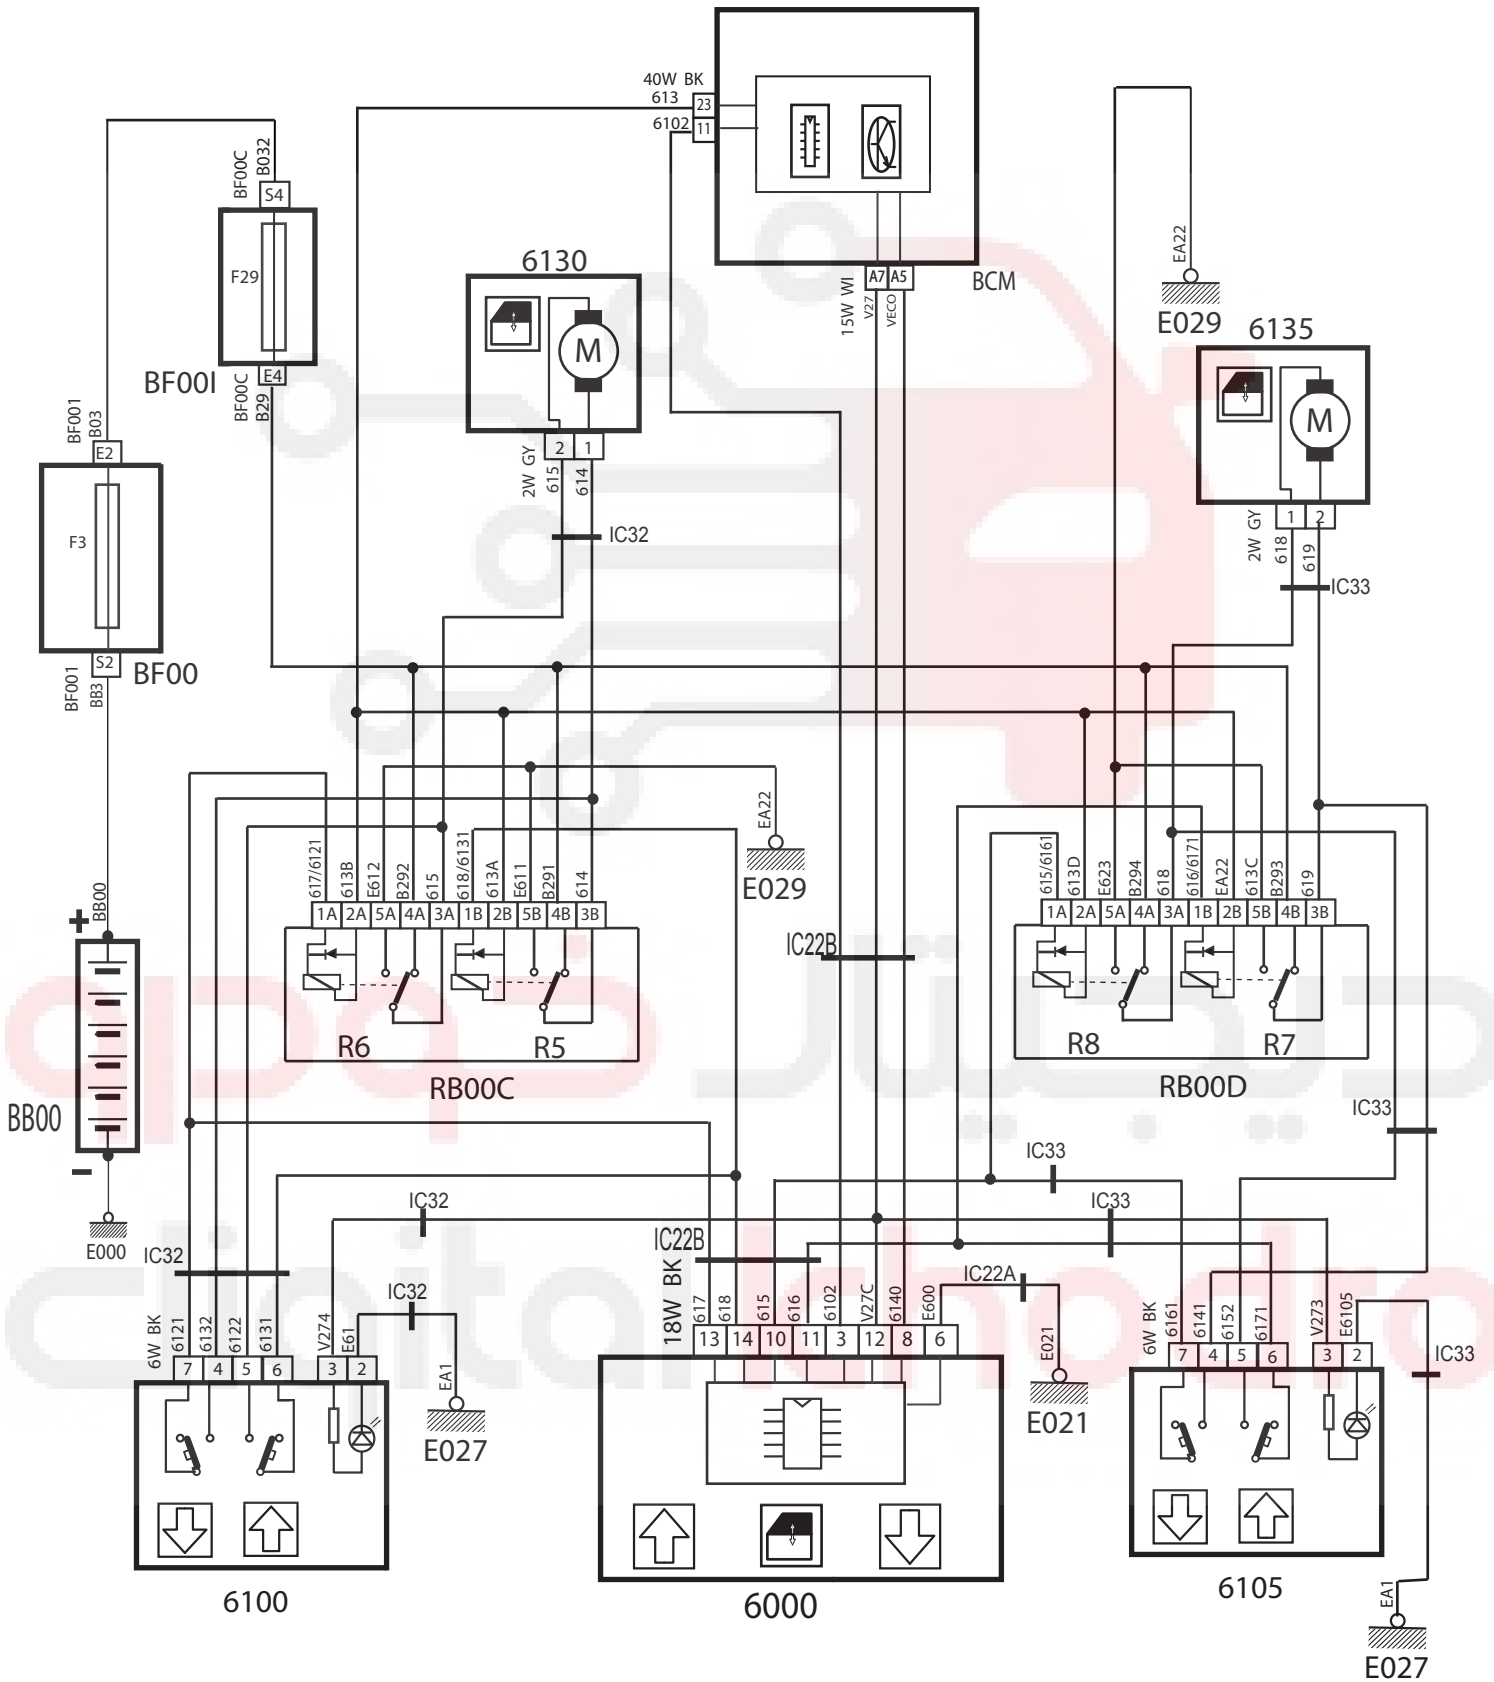 40W BK
613
23
6102
11
BCM
A7
A5
15W WI
V27
VECO
BF00C
B032
S4
F29
BF00I
E4
BF00C
B29
BF001
B03
E2
F3
S2
BF00
BF001
BB3
6130
M
2
1
2W GY
615
614
IC32
EA22
E029
6135
M
1
2
2W GY
618
619
IC33
EA22
E029
617/6121
613B
E612
B292
615
618/6131
613A
E611
B291
614
1A 2A 5A 4A 3A 1B 2B 5B 4B 3B
R6
R5
RB00C
615/6161
613D
E623
B294
618
616/6171
EA22
613C
B293
619
1A 2A 5A 4A 3A 1B 2B 5B 4B 3B
R8
R7
RB00D
BB00
+
BB00
-
E000
IC22B
IC33
IC33
IC33
IC32
IC32
IC22B
IC32
IC22A
6W BK
6121
6132
6122
6131
V274
E61
7 4 5 6 3 2
EA1
E027
6100
18W BK
617
618
615
616
6102
V27C
6140
E600
13 14 10 11 3 12 8 6
E021
E021
6000
6W BK
6161
6141
6152
6171
V273
E6105
7 4 5 6 3 2
IC33
6105
EA1
E027
دیجیتال خودرو
digital khodro